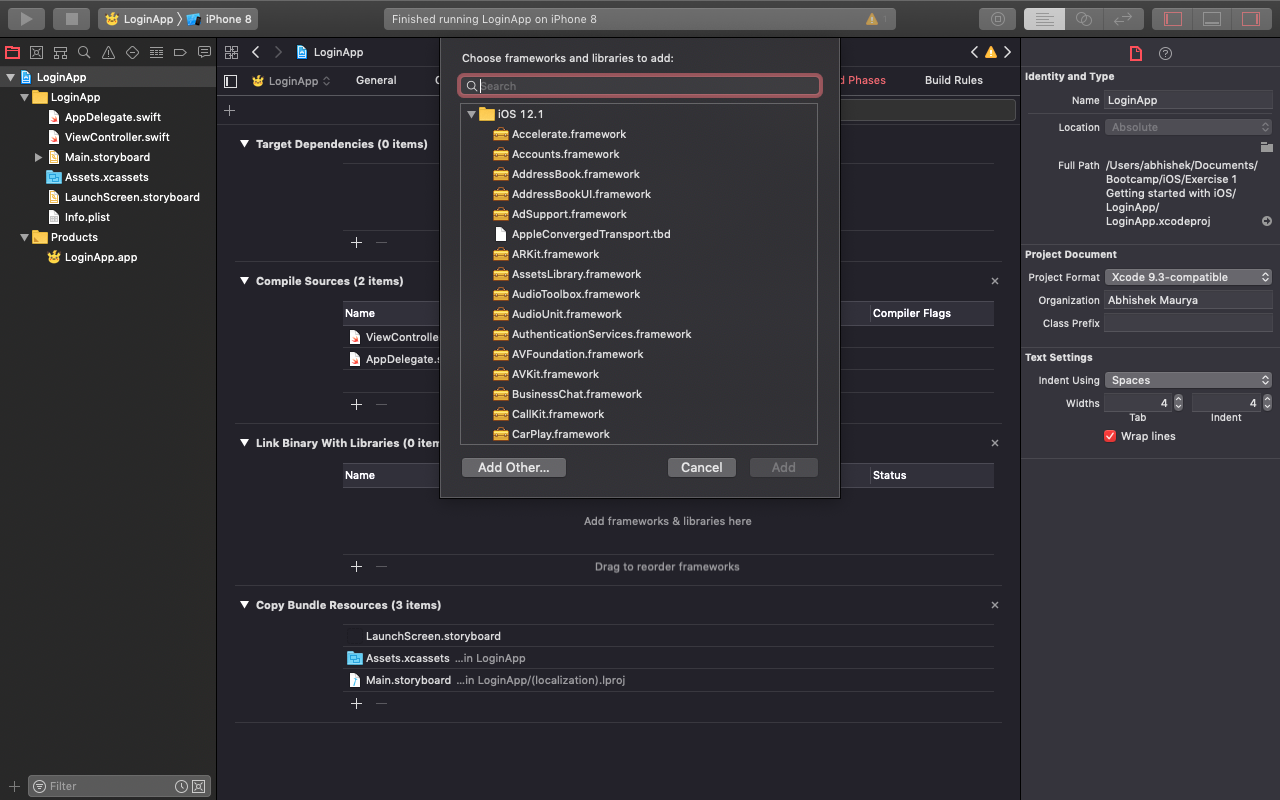 LoginApp
iPhone 8
Finished running LoginApp on iPhone 8
1
LoginApp
LoginApp
AppDelegate.swift
ViewController.swift
Main.storyboard
Assets.xcassets
LaunchScreen.storyboard
Info.plist
Products
LoginApp.app
Filter
LoginApp
LoginApp
General
Phases
Build Rules
Target Dependencies (0 items)
Compile Sources (2 items)
Name
Compiler Flags
ViewControlle
AppDelegate.s
Link Binary With Libraries (0 item
Name
Status
Add frameworks & libraries here
Drag to reorder frameworks
Copy Bundle Resources (3 items)
LaunchScreen.storyboard
Assets.xcassets ...in LoginApp
Main.storyboard ...in LoginApp/(localization).lproj
Choose frameworks and libraries to add:
Search
iOS 12.1
Accelerate.framework
Accounts.framework
AddressBook.framework
AddressBookUI.framework
AdSupport.framework
AppleConvergedTransport.tbd
ARKit.framework
AssetsLibrary.framework
AudioToolbox.framework
AudioUnit.framework
AuthenticationServices.framework
AVFoundation.framework
AVKit.framework
BusinessChat.framework
CallKit.framework
CarPlay.framework
Add Other...
Cancel
Add
Identity and Type
Name LoginApp
Location Absolute
Full Path /Users/abhishek/Documents/
Bootcamp/iOS/Exercise 1
Getting started with iOS/
LoginApp/
LoginApp.xcodeproj
Project Document
Project Format Xcode 9.3-compatible
Organization Abhishek Maurya
Class Prefix
Text Settings
Indent Using Spaces
Widths 4 4
Tab Indent
Wrap lines